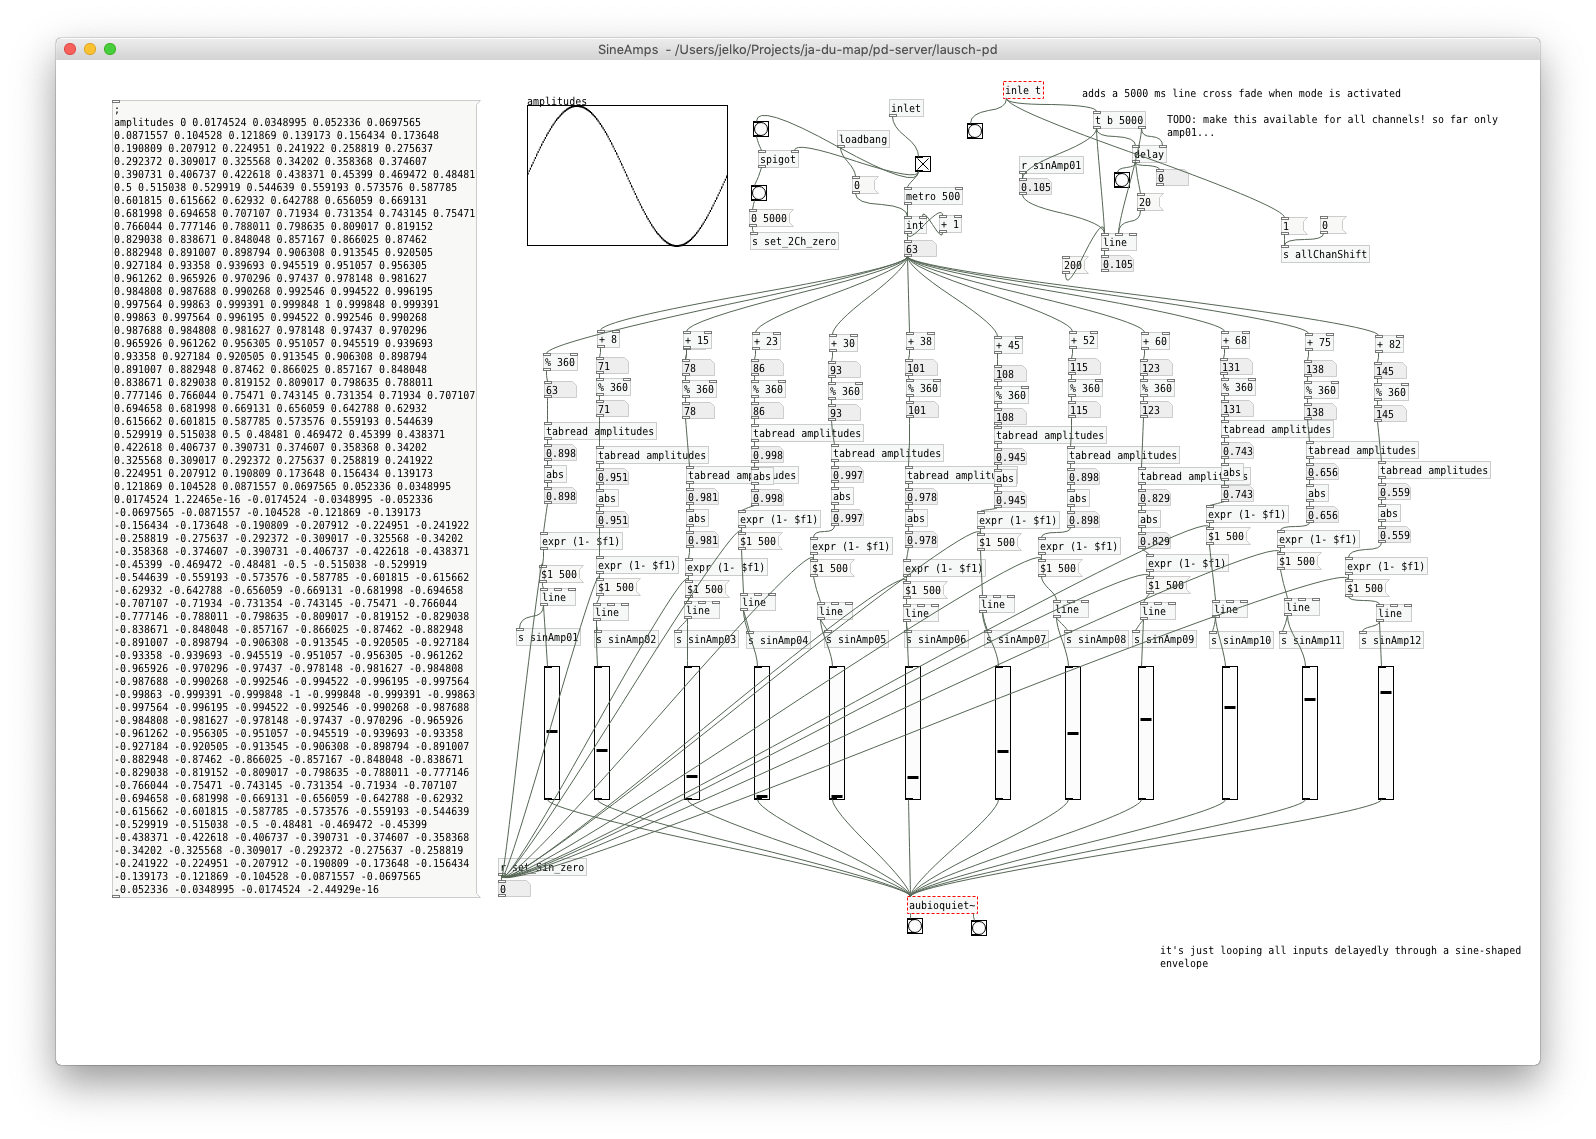 SineAmps - /Users/jelko/Projects/ja-du-map/pd-server/lausch-pd
;
amplitudes 0 0.0174524 0.0348995 0.052336 0.0697565
0.0871557 0.104528 0.121869 0.139173 0.156434 0.173648
0.190809 0.207912 0.224951 0.241922 0.258819 0.275637
0.292372 0.309017 0.325568 0.34202 0.358368 0.374607
0.390731 0.406737 0.422618 0.438371 0.45399 0.469472 0.48481
0.5 0.515038 0.529919 0.544639 0.559193 0.573576 0.587785
0.601815 0.615662 0.62932 0.642788 0.656059 0.669131
0.681998 0.694658 0.707107 0.71934 0.731354 0.743145 0.75471
0.766044 0.777146 0.788011 0.798635 0.809017 0.819152
0.829038 0.838671 0.848048 0.857167 0.866025 0.87462
0.882948 0.891007 0.898794 0.906308 0.913545 0.920505
0.927184 0.93358 0.939693 0.945519 0.951057 0.956305
0.961262 0.965926 0.970296 0.97437 0.978148 0.981627
0.984808 0.987688 0.990268 0.992546 0.994522 0.996195
0.997564 0.99863 0.999391 0.999848 1 0.999848 0.999391
0.99863 0.997564 0.996195 0.994522 0.992546 0.990268
0.987688 0.984808 0.981627 0.978148 0.97437 0.970296
0.965926 0.961262 0.956305 0.951057 0.945519 0.939693
0.93358 0.927184 0.920505 0.913545 0.906308 0.898794
0.891007 0.882948 0.87462 0.866025 0.857167 0.848048
0.838671 0.829038 0.819152 0.809017 0.798635 0.788011
0.777146 0.766044 0.75471 0.743145 0.731354 0.71934 0.707107
0.694658 0.681998 0.669131 0.656059 0.642788 0.62932
0.615662 0.601815 0.587785 0.573576 0.559193 0.544639
0.529919 0.515038 0.5 0.48481 0.469472 0.45399 0.438371
0.422618 0.406737 0.390731 0.374607 0.358368 0.34202
0.325568 0.309017 0.292372 0.275637 0.258819 0.241922
0.224951 0.207912 0.190809 0.173648 0.156434 0.139173
0.121869 0.104528 0.0871557 0.0697565 0.052336 0.0348995
0.0174524 1.22465e-16 -0.0174524 -0.0348995 -0.052336
-0.0697565 -0.0871557 -0.104528 -0.121869 -0.139173
-0.156434 -0.173648 -0.190809 -0.207912 -0.224951 -0.241922
-0.258819 -0.275637 -0.292372 -0.309017 -0.325568 -0.34202
-0.358368 -0.374607 -0.390731 -0.406737 -0.422618 -0.438371
-0.45399 -0.469472 -0.48481 -0.5 -0.515038 -0.529919
-0.544639 -0.559193 -0.573576 -0.587785 -0.601815 -0.615662
-0.62932 -0.642788 -0.656059 -0.669131 -0.681998 -0.694658
-0.707107 -0.71934 -0.731354 -0.743145 -0.75471 -0.766044
-0.777146 -0.788011 -0.798635 -0.809017 -0.819152 -0.829038
-0.838671 -0.848048 -0.857167 -0.866025 -0.87462 -0.882948
-0.891007 -0.898794 -0.906308 -0.913545 -0.920505 -0.927184
-0.93358 -0.939693 -0.945519 -0.951057 -0.956305 -0.961262
-0.965926 -0.970296 -0.97437 -0.978148 -0.981627 -0.984808
-0.987688 -0.990268 -0.992546 -0.994522 -0.996195 -0.997564
-0.99863 -0.999391 -0.999848 -1 -0.999848 -0.999391 -0.99863
-0.997564 -0.996195 -0.994522 -0.992546 -0.990268 -0.987688
-0.984808 -0.981627 -0.978148 -0.97437 -0.970296 -0.965926
-0.961262 -0.956305 -0.951057 -0.945519 -0.939693 -0.93358
-0.927184 -0.920505 -0.913545 -0.906308 -0.898794 -0.891007
-0.882948 -0.87462 -0.866025 -0.857167 -0.848048 -0.838671
-0.829038 -0.819152 -0.809017 -0.798635 -0.788011 -0.777146
-0.766044 -0.75471 -0.743145 -0.731354 -0.71934 -0.707107
-0.694658 -0.681998 -0.669131 -0.656059 -0.642788 -0.62932
-0.615662 -0.601815 -0.587785 -0.573576 -0.559193 -0.544639
-0.529919 -0.515038 -0.5 -0.48481 -0.469472 -0.45399
-0.438371 -0.422618 -0.406737 -0.390731 -0.374607 -0.358368
-0.34202 -0.325568 -0.309017 -0.292372 -0.275637 -0.258819
-0.241922 -0.224951 -0.207912 -0.190809 -0.173648 -0.156434
-0.139173 -0.121869 -0.104528 -0.0871557 -0.0697565
-0.052336 -0.0348995 -0.0174524 -2.44929e-16
amplitudes
spigot
0 5000
s set_2Ch_zero
loadbang
0
inlet
metro 500
int
+ 1
63
inle t
adds a 5000 ms line cross fade when mode is activated
TODO: make this available for all channels! so far only
amp01...
t b 5000
delay
0
r sinAmp01
0.105
20
line
200
0.105
1
0
s allChanShift
% 360
63
tabread amplitudes
0.898
abs
0.898
expr (1- $f1)
$1 500
line
s sinAmp01
+ 8
71
% 360
71
tabread amplitudes
0.951
abs
0.951
expr (1- $f1)
$1 500
line
s sinAmp02
+ 15
78
% 360
78
tabread amplitudes
0.981
abs
0.981
expr (1- $f1)
$1 500
line
s sinAmp03
+ 23
86
% 360
86
tabread amplitudes
0.998
abs
0.998
expr (1- $f1)
$1 500
line
s sinAmp04
+ 30
93
% 360
93
tabread amplitudes
0.997
abs
0.997
expr (1- $f1)
$1 500
line
s sinAmp05
+ 38
101
% 360
101
tabread amplit
0.978
abs
0.978
expr (1- $f1)
$1 500
line
s sinAmp06
+ 45
108
% 360
108
tabread amplitudes
0.945
abs
0.945
expr (1- $f1)
$1 500
line
s sinAmp07
+ 52
115
% 360
115
tabread amplitudes
0.898
abs
0.898
expr (1- $f1)
$1 500
line
s sinAmp08
+ 60
123
% 360
123
tabread ampl
0.829
abs
0.829
expr (1- $f1)
$1 500
line
s sinAmp09
+ 68
131
% 360
131
tabread amplitudes
0.743
abs
0.743
expr (1- $f1)
$1 500
line
s sinAmp10
+ 75
138
% 360
138
tabread amplitudes
0.656
abs
0.656
expr (1- $f1)
$1 500
line
s sinAmp11
+ 82
145
% 360
145
tabread amplitudes
0.559
abs
0.559
expr (1- $f1)
$1 500
line
s sinAmp12
r set_Sin_zero
0
aubioquiet~
it's just looping all inputs delayedly through a sine-shaped
envelope